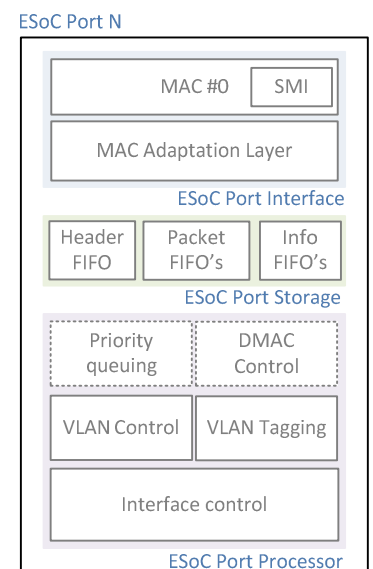 ESoC Port N
MAC #0
SMI
MAC Adaptation Layer
ESoC Port Interface
Header
FIFO
Packet
FIFO's
Info
FIFO's
ESoC Port Storage
Priority
queuing
DMAC
Control
VLAN Control
VLAN Tagging
Interface control
ESoC Port Processor